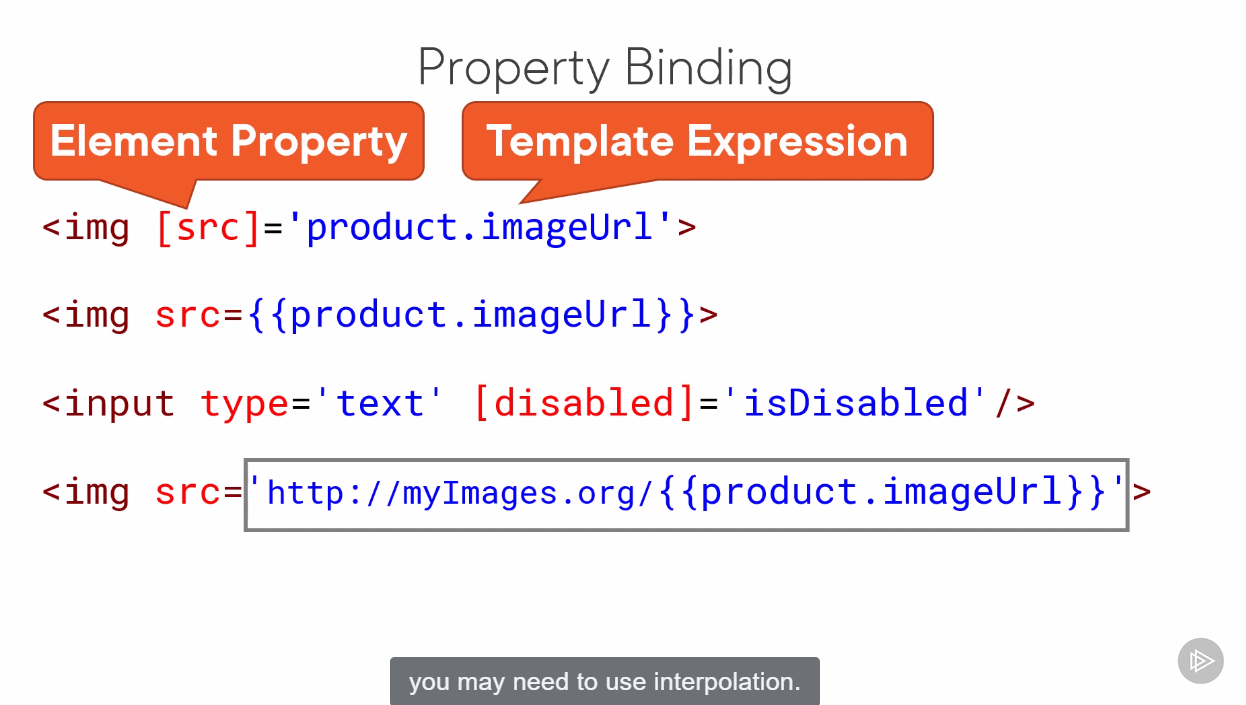 Property Binding
Element Property
Template Expression
<img [src]='product.imageUrl'>
<img src={{product.imageUrl}}>
<input type='text' [disabled]='isDisabled'/>
<img src='http://myImages.org/{{product.imageUrl}}'>
you may need to use interpolation.